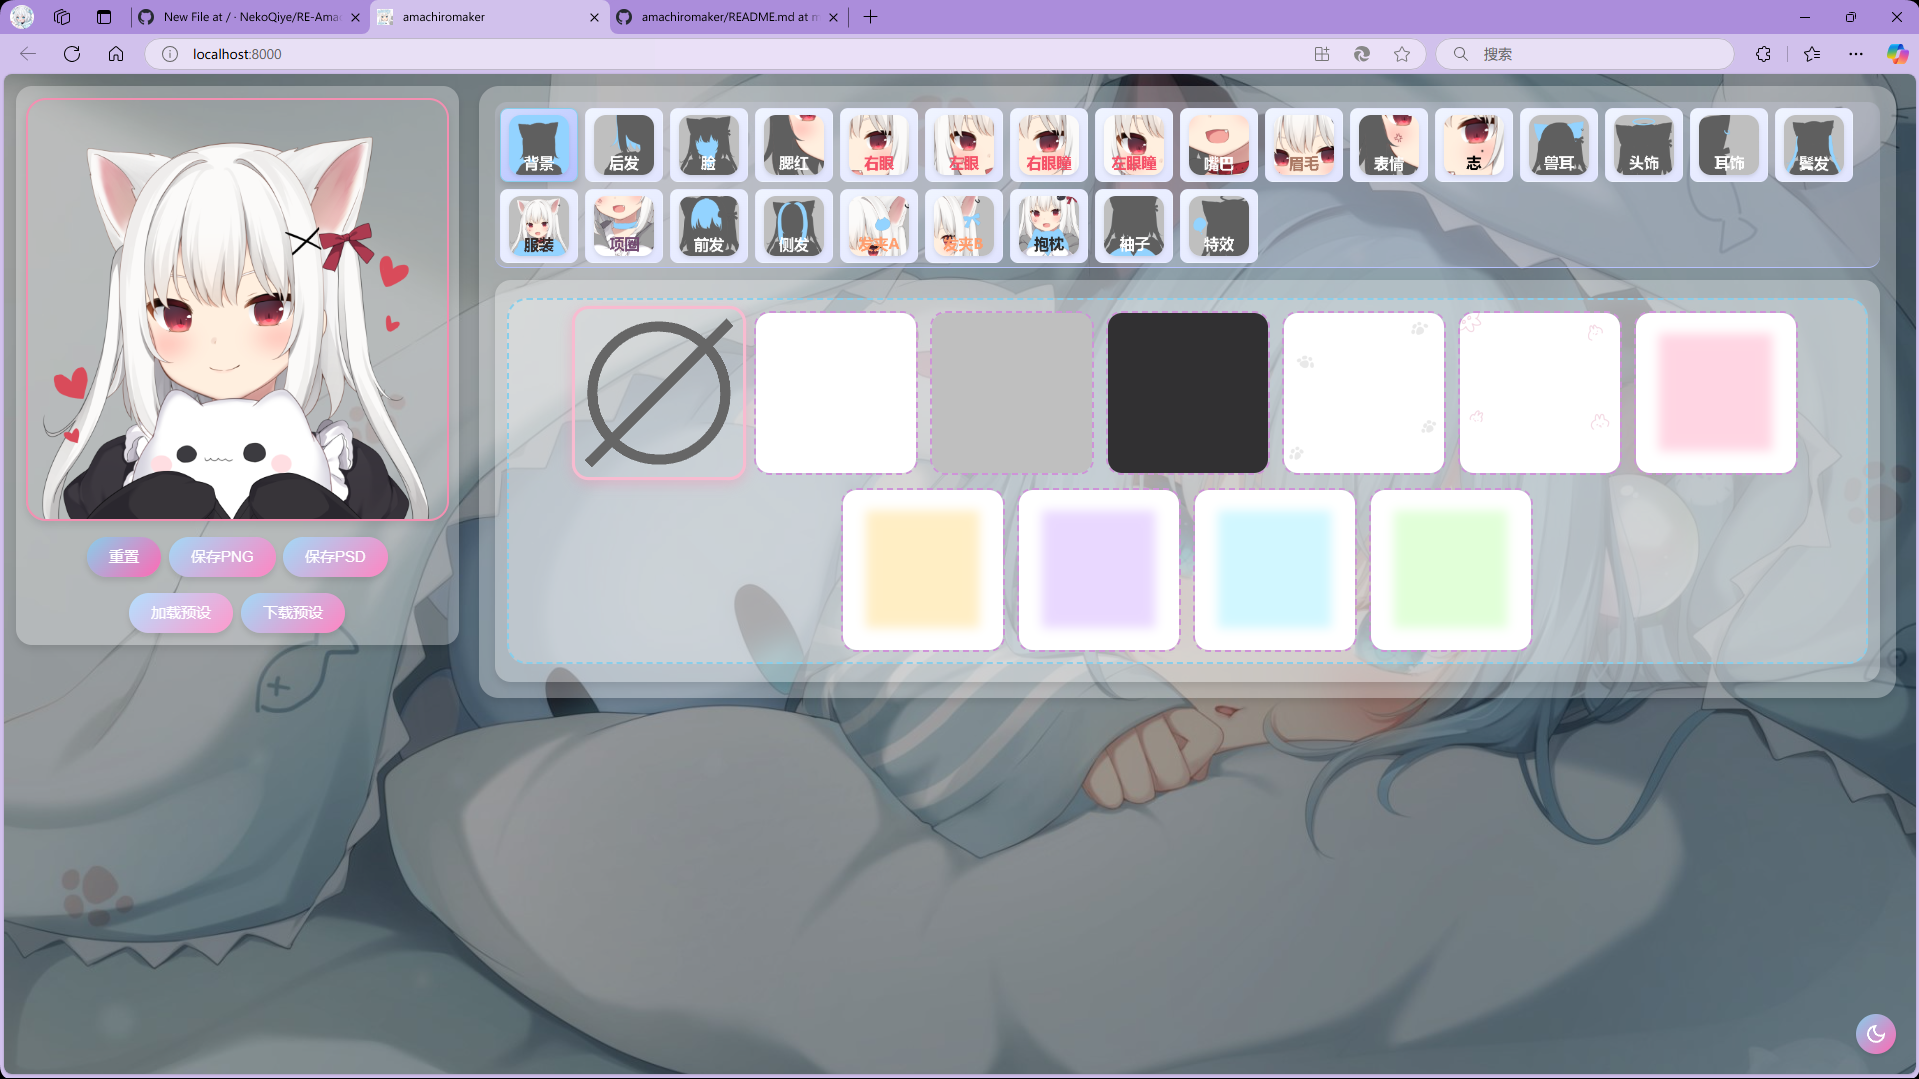 New File at / · NekoQiye/RE-Ama
amachiromaker
amachiromaker/README.md at m
localhost:8000
搜索
背景
后发
脸
腮红
右眼
左眼
右眼瞳
左眼瞳
嘴巴
眉毛
表情
志
兽耳
头饰
耳饰
鬓发
服装
项圈
前发
侧发
发夹A
发夹B
抱枕
袖子
特效
重置
保存PNG
保存PSD
加载预设
下载预设